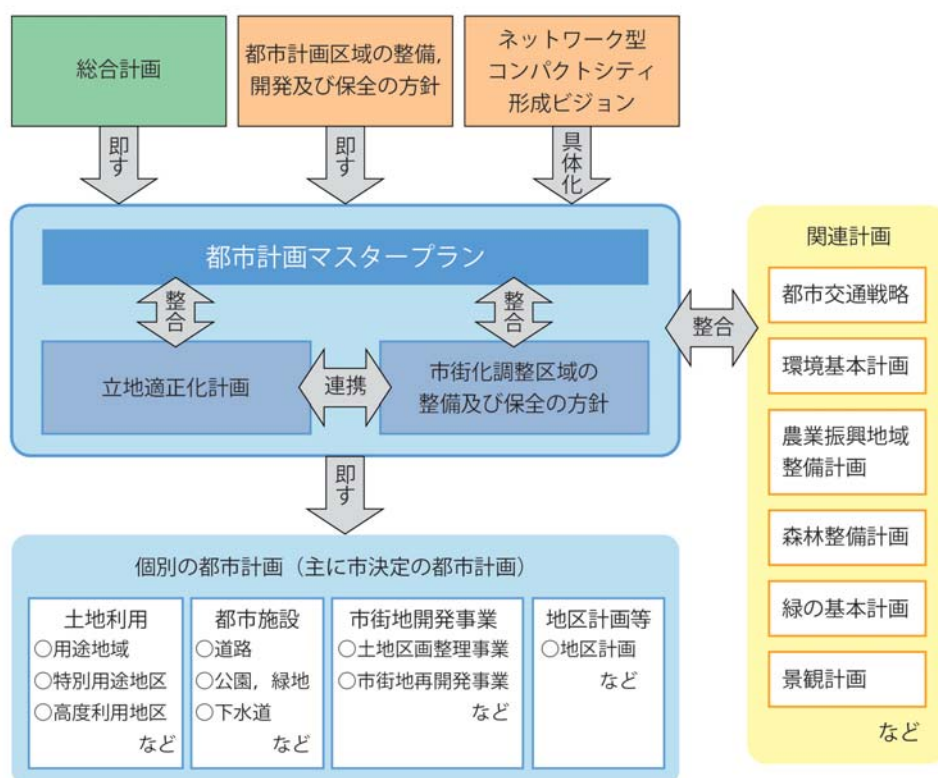 総合計画
都市計画区域の整備,
開発及び保全の方針
ネットワーク型
コンパクトシティ
形成ビジョン
即す
即す
具体化
都市計画マスタープラン
整合
整合
立地適正化計画
連携
市街化調整区域の
整備及び保全の方針
整合
関連計画
都市交通戦略
環境基本計画
農業振興地域
整備計画
森林整備計画
緑の基本計画
景観計画
など
即す
個別の都市計画（主に市決定の都市計画）
土地利用
○用途地域
○特別用途地区
○高度利用地区
など
都市施設
○道路
○公園，緑地
○下水道
など
市街地開発事業
○土地区画整理事業
○市街地再開発事業
など
地区計画等
○地区計画
など